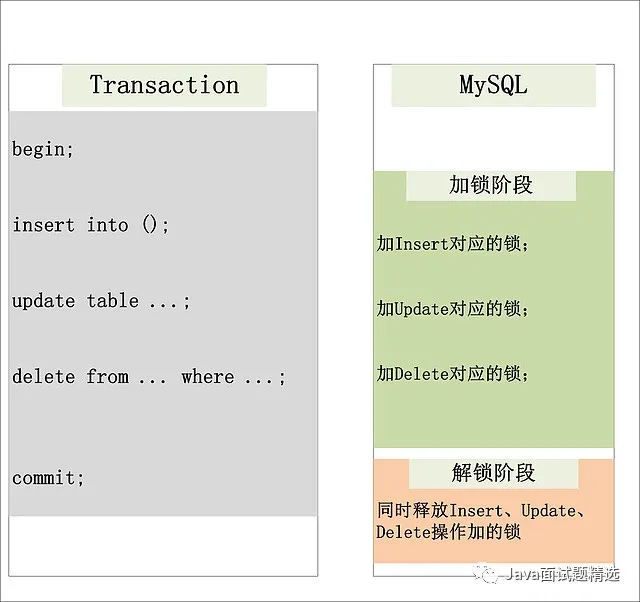 Transaction
begin;
insert into ();
update table ...;
delete from ... where ...;
commit;
MySQL
加锁阶段
加Insert对应的锁;
加Update对应的锁;
加Delete对应的锁;
解锁阶段
同时释放Insert、Update、
Delete操作加的锁
Java面试题精选